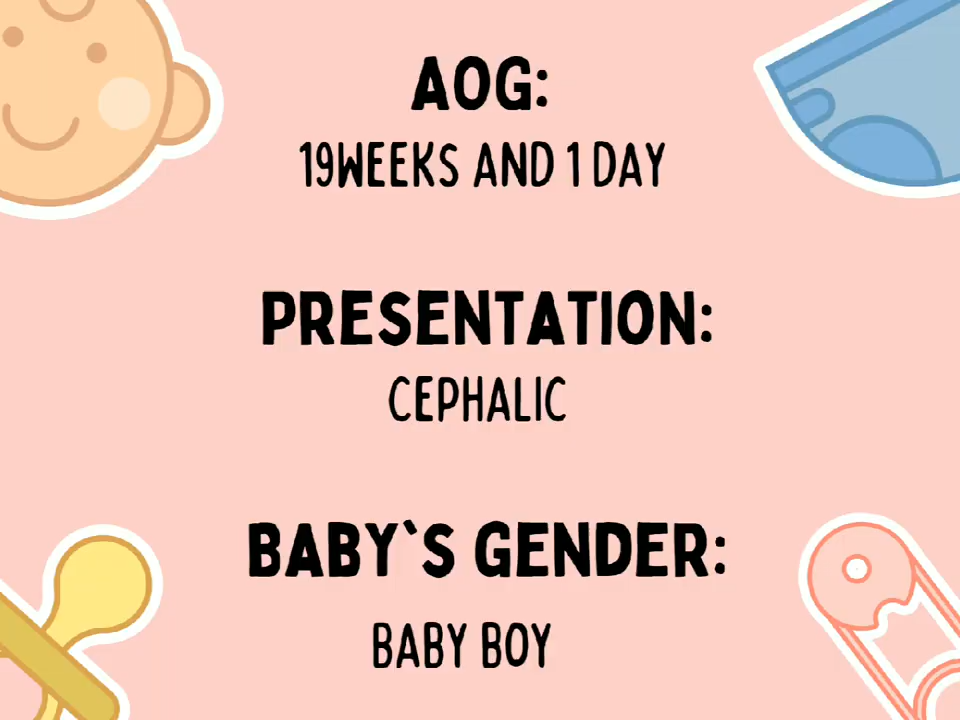 AOG:
19WEEKS AND 1 DAY
PRESENTATION:
CEPHALIC
BABY`S GENDER:
BABY BOY